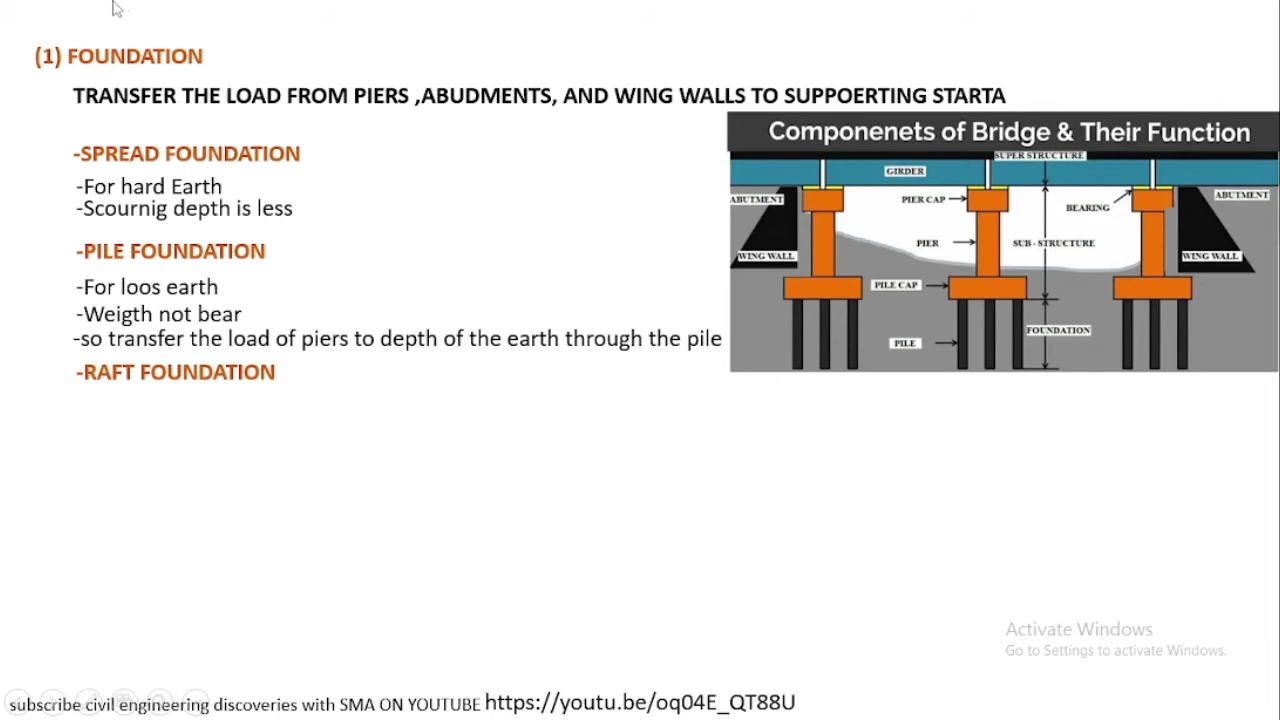 (1) FOUNDATION
TRANSFER THE LOAD FROM PIERS ,ABUDMENTS, AND WING WALLS TO SUPPOERTING STARTA
-SPREAD FOUNDATION
-For hard Earth
-Scournig depth is less
-PILE FOUNDATION
-For loos earth
-Weigth not bear
-so transfer the load of piers to depth of the earth through the pile
-RAFT FOUNDATION
Componenets of Bridge & Their Function
SUPER STRUCTURE
GIRDER
ABUTMENT
PIER CAP
BEARING
ABUTMENT
PIER
SUB - STRUCTURE
WING WALL
WING WALL
PILE CAP
FOUNDATION
PILE
Activate Windows
Go to Settings to activate Windows.
subscribe civil engineering discoveries with SMA ON YOUTUBE https://youtu.be/oq04E_QT88U